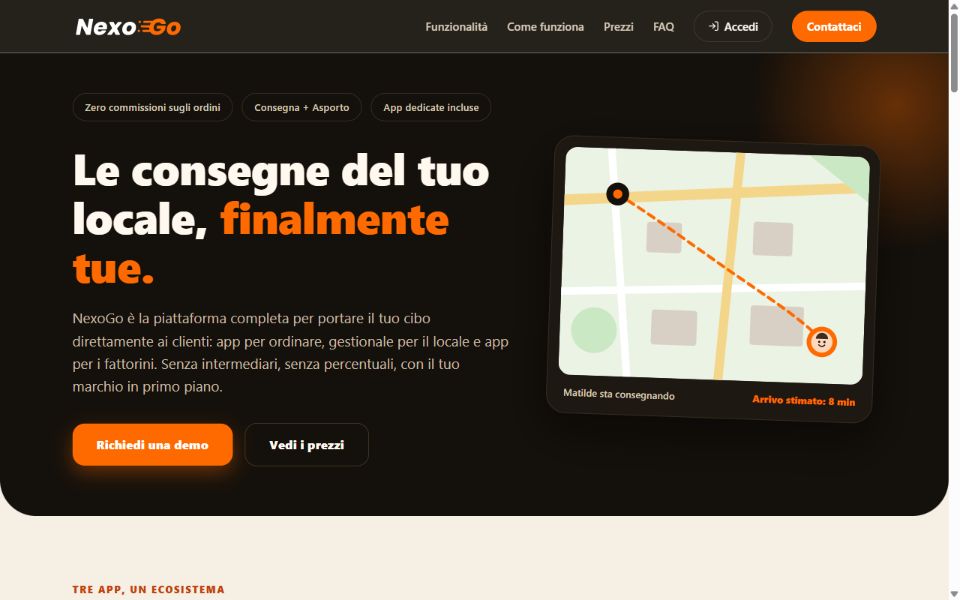 NexoGo
Funzionalità
Come funziona
Prezzi
FAQ
Accedi
Contattaci
Zero commissioni sugli ordini
Consegna + Asporto
App dedicate incluse
Le consegne del tuo
locale, finalmente
tue.
NexoGo è la piattaforma completa per portare il tuo cibo
direttamente ai clienti: app per ordinare, gestionale per il locale e app
per i fattorini. Senza intermediari, senza percentuali, con il tuo
marchio in primo piano.
Richiedi una demo
Vedi i prezzi
Matilde sta consegnando
Arrivo stimato: 8 min
TRE APP, UN ECOSISTEMA